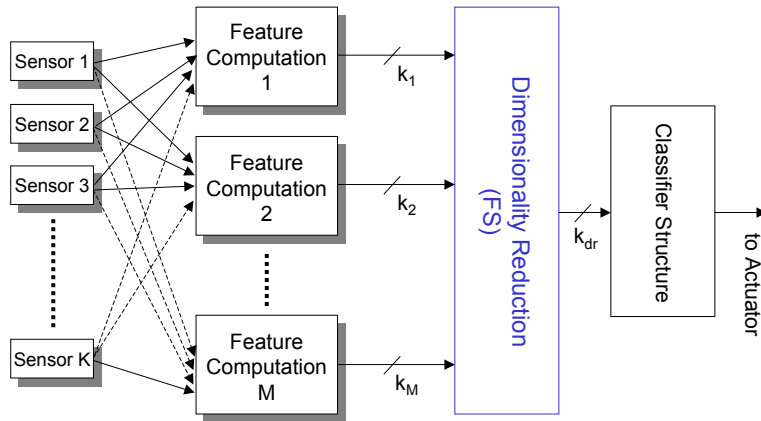 Sensor 1
Sensor 2
Sensor 3
Sensor K
Feature
Computation
1
Feature
Computation
2
Feature
Computation
M
k1
k2
kM
Dimensionality Reduction
(FS)
kdr
Classifier Structure
to Actuator